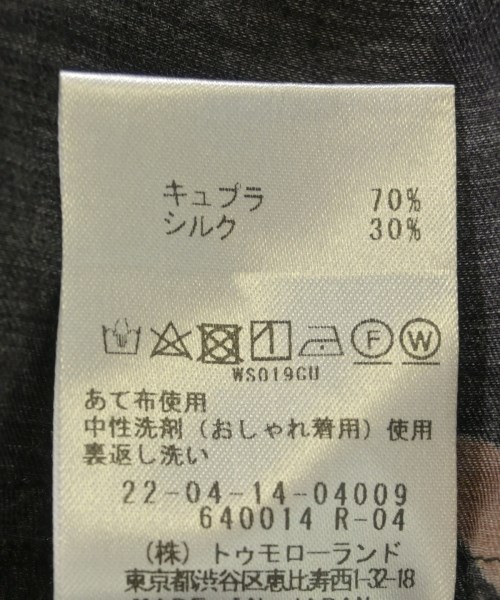 キュプラ 70%
シルク 30%
F W
WS019GU
あて布使用
中性洗剤(おしゃれ着用)使用
裏返し洗い
22-04-14-04009
640014 R-04
(株) トゥモローランド
東京都渋谷区恵比寿西1-32-18